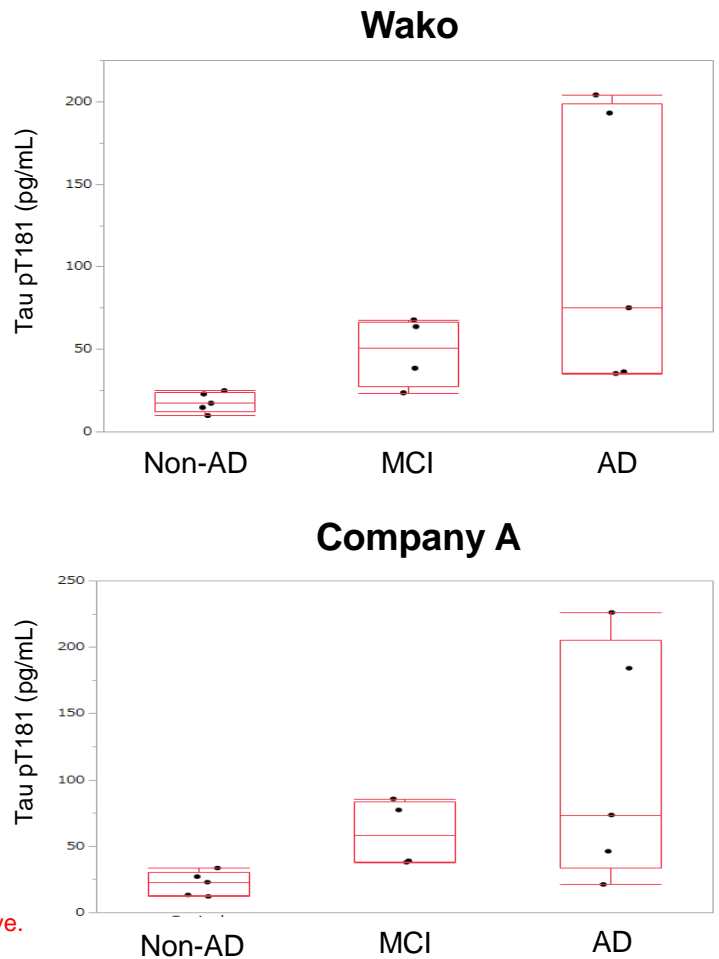 Wako
Tau pT181 (pg/mL)
200
150
100
50
0
Non-AD
MCI
AD
Company A
Tau pT181 (pg/mL)
250
200
150
100
50
0
ve.
Non-AD
MCI
AD